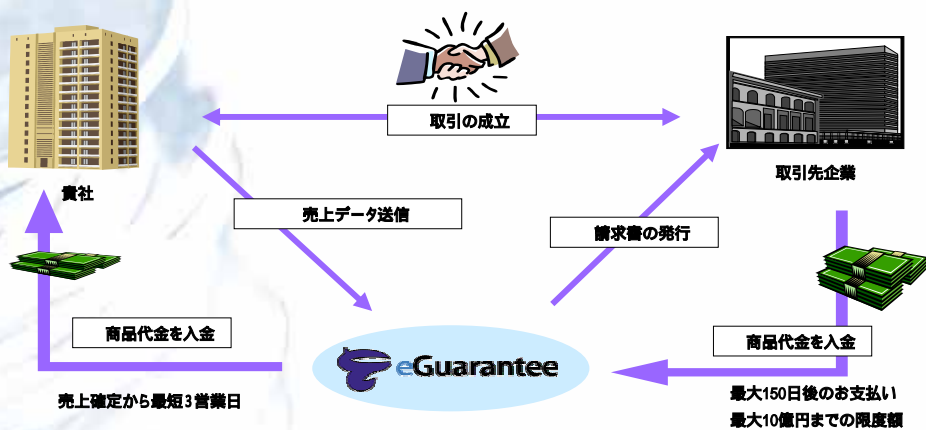 取引の成立
貴社
取引先企業
売上データ送信
請求書の発行
商品代金を入金
商品代金を入金
eGuarantee
売上確定から最短3営業日
最大150日後のお支払い
最大10億円までの限度額